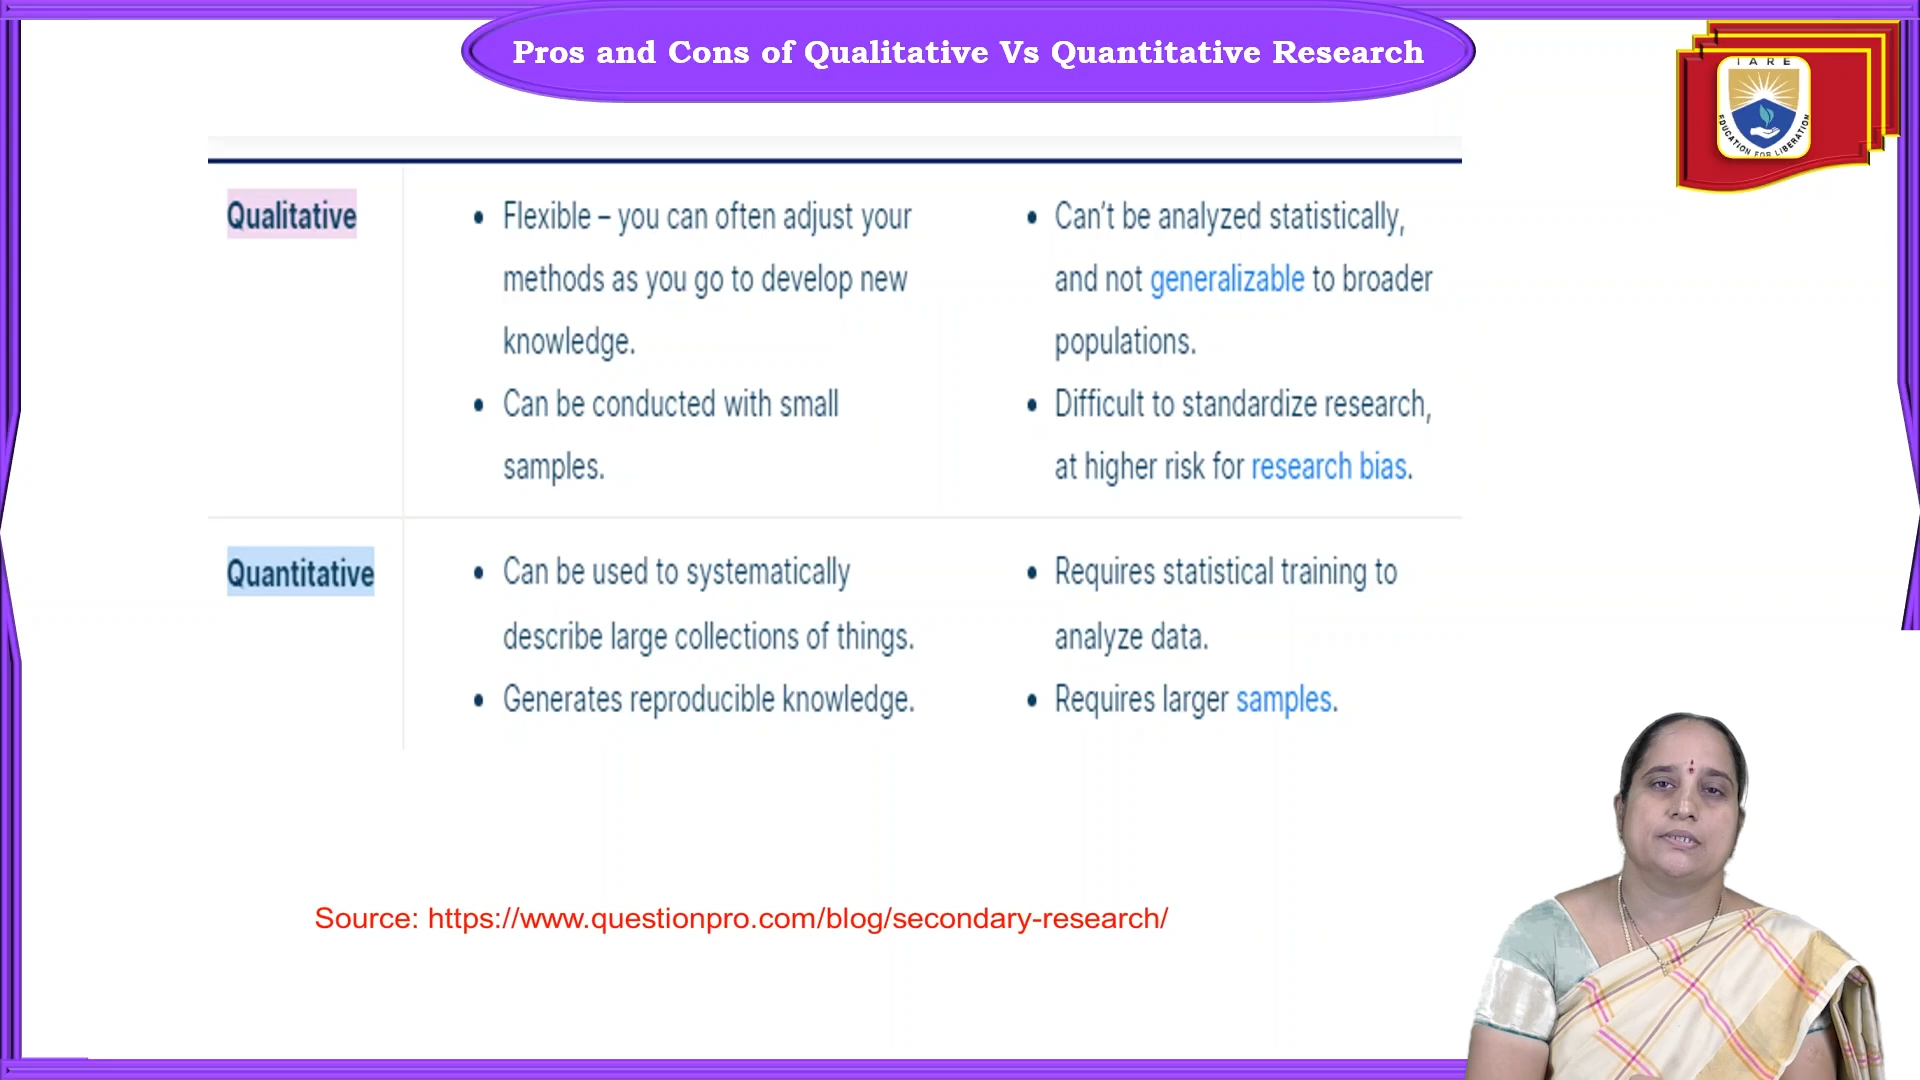 Pros and Cons of Qualitative Vs Quantitative Research
IARE
EDUCATION FOR LIBERATION
Qualitative
• Flexible – you can often adjust your
methods as you go to develop new
knowledge.
• Can be conducted with small
samples.
• Can't be analyzed statistically,
and not generalizable to broader
populations.
• Difficult to standardize research,
at higher risk for research bias.
Quantitative
• Can be used to systematically
describe large collections of things.
• Generates reproducible knowledge.
• Requires statistical training to
analyze data.
• Requires larger samples.
Source: https://www.questionpro.com/blog/secondary-research/